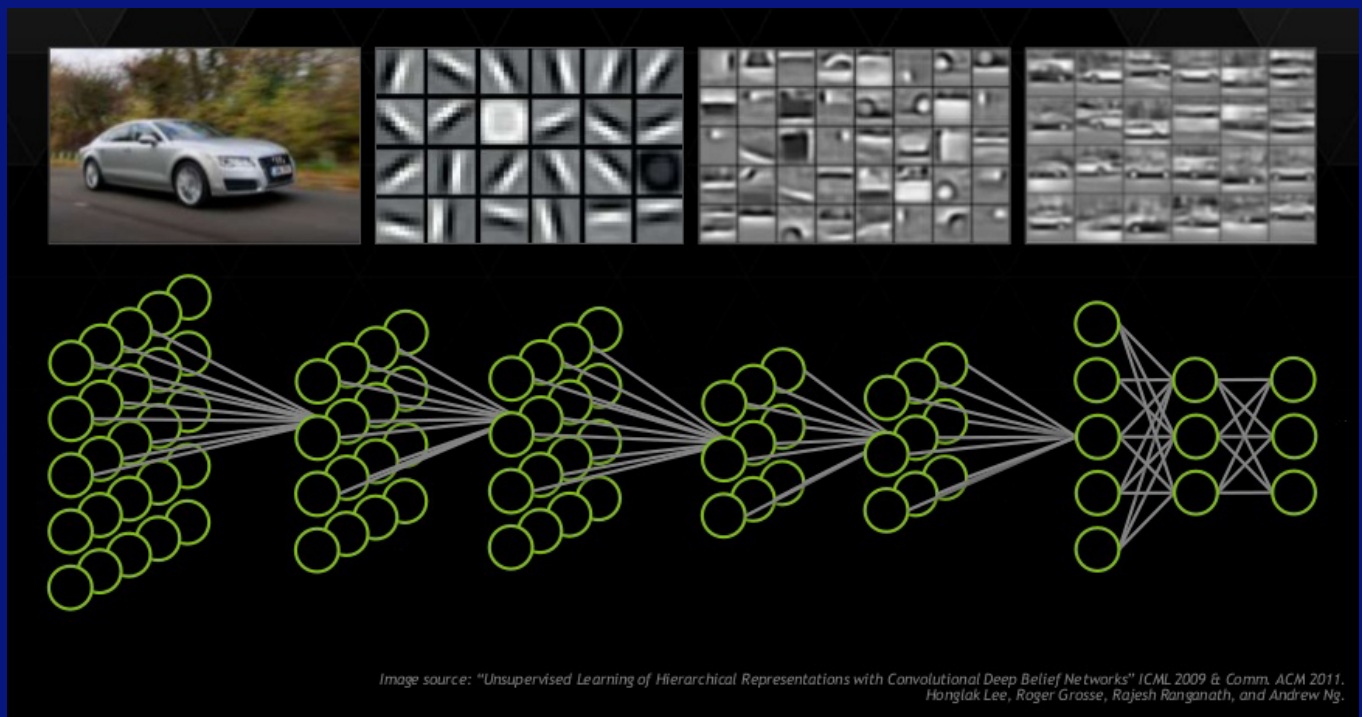 Image source: “Unsupervised Learning of Hierarchical Representations with Convolutional Deep Belief Networks” ICML 2009 & Comm. ACM 2011.
Honglak Lee, Roger Grosse, Rajesh Ranganath, and Andrew Ng.